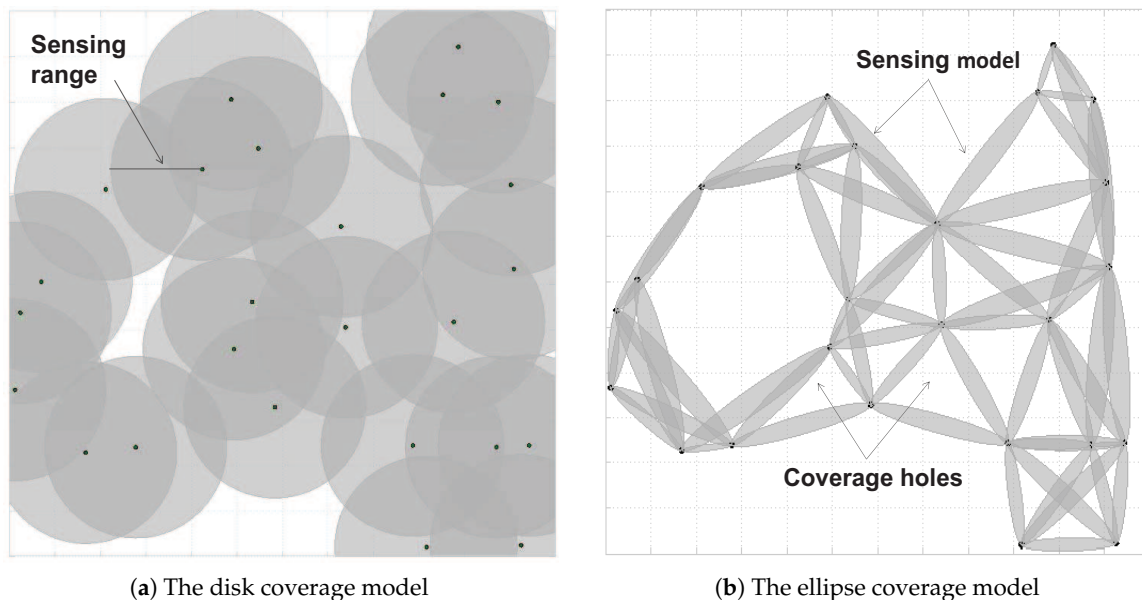 Sensing
range
Sensing model
Coverage holes
(a) The disk coverage model
(b) The ellipse coverage model